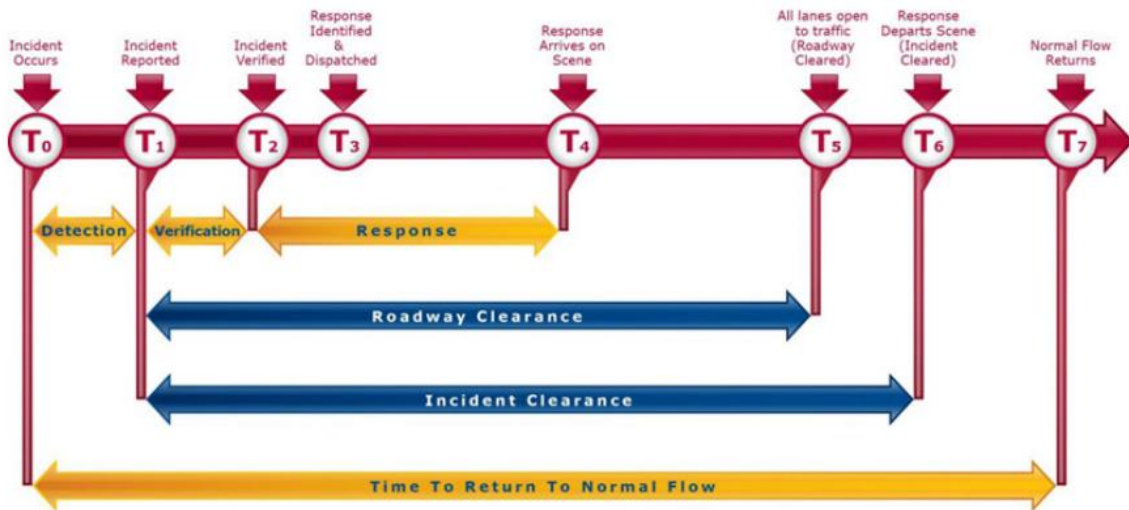 Incident
Occurs
Incident
Reported
Incident
Verified
Response
Identified
&
Dispatched
Response
Arrives on
Scene
All lanes open
to traffic
(Roadway
Cleared)
Response
Departs Scene
(Incident
Cleared)
Normal Flow
Returns
T0
T1
T2
T3
T4
T5
T6
T7
Detection
Verification
Response
Roadway Clearance
Incident Clearance
Time To Return To Normal Flow